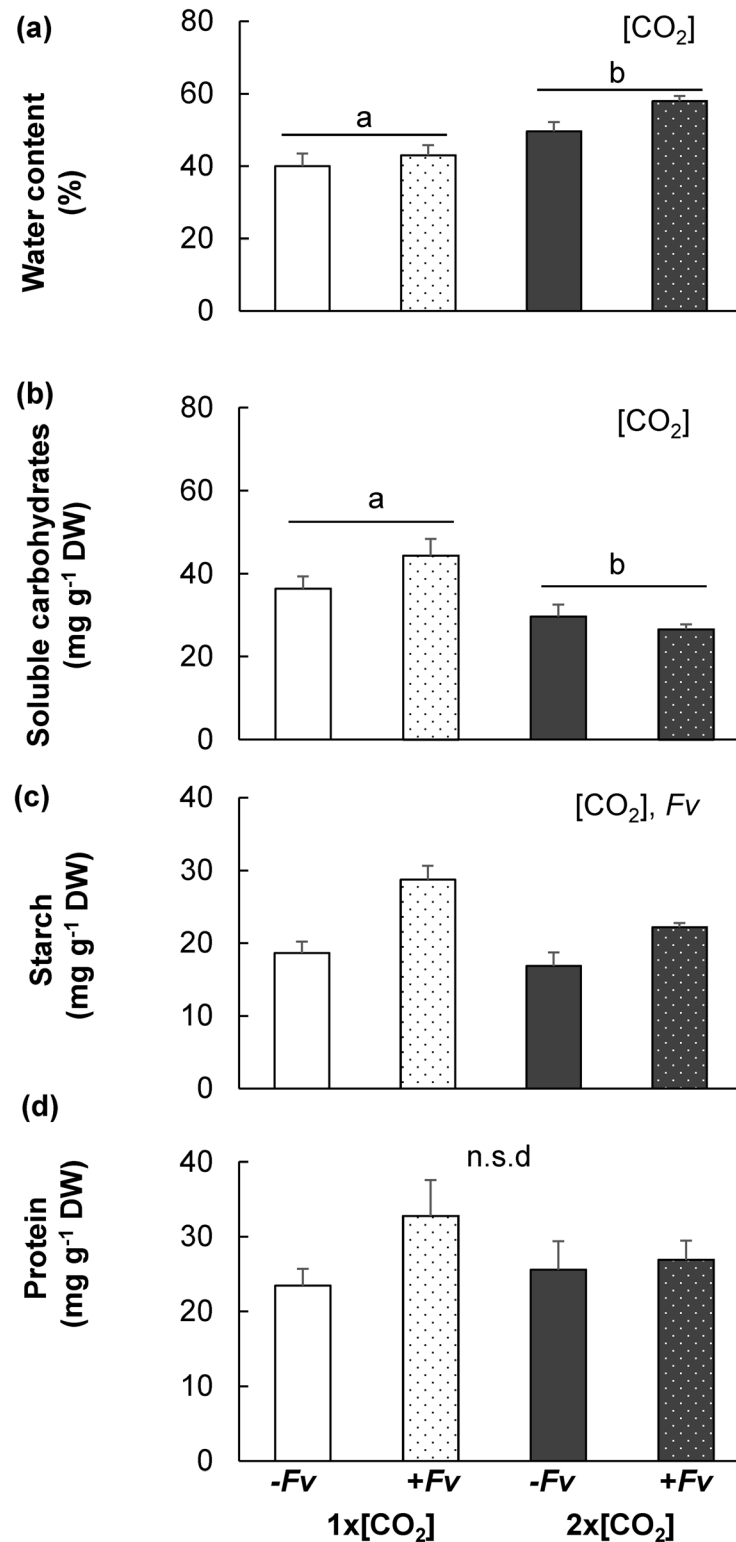 (a)
Water content
(%)
80
60
40
20
0
[CO₂]
a
b
(b)
Soluble carbohydrates
(mg g⁻¹ DW)
80
60
40
20
0
[CO₂]
a
b
(c)
Starch
(mg g⁻¹ DW)
40
30
20
10
0
[CO₂], Fv
(d)
Protein
(mg g⁻¹ DW)
40
30
20
10
0
n.s.d
-Fv +Fv -Fv +Fv
1x[CO₂] 2x[CO₂]